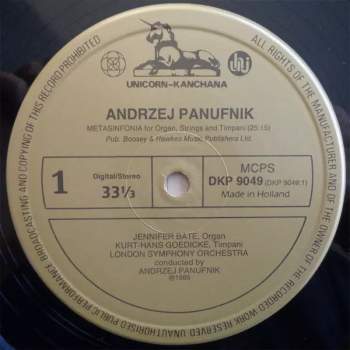 ALL RIGHTS OF THE MANUFACTURER AND OF THE OWNER OF THE RECORDED WORK RESERVED UNAUTHORISED PUBLIC PERFORMANCE BROADCASTING AND COPYING OF THIS RECORD PROHIBITED
UNICORN-KANCHANA
ANDRZEJ PANUFNIK
METASINFONIA for Organ, Strings and Timpani (25.15)
Pub. Boosey & Hawkes Music Publishers Ltd.
1
Digital/Stereo
33⅓
MCPS
DKP 9049 (DKP 9049:1)
Made in Holland
JENNIFER BATE, Organ
KURT-HANS GOEDICKE, Timpani
LONDON SYMPHONY ORCHESTRA
conducted by
ANDRZEJ PANUFNIK
℗1985